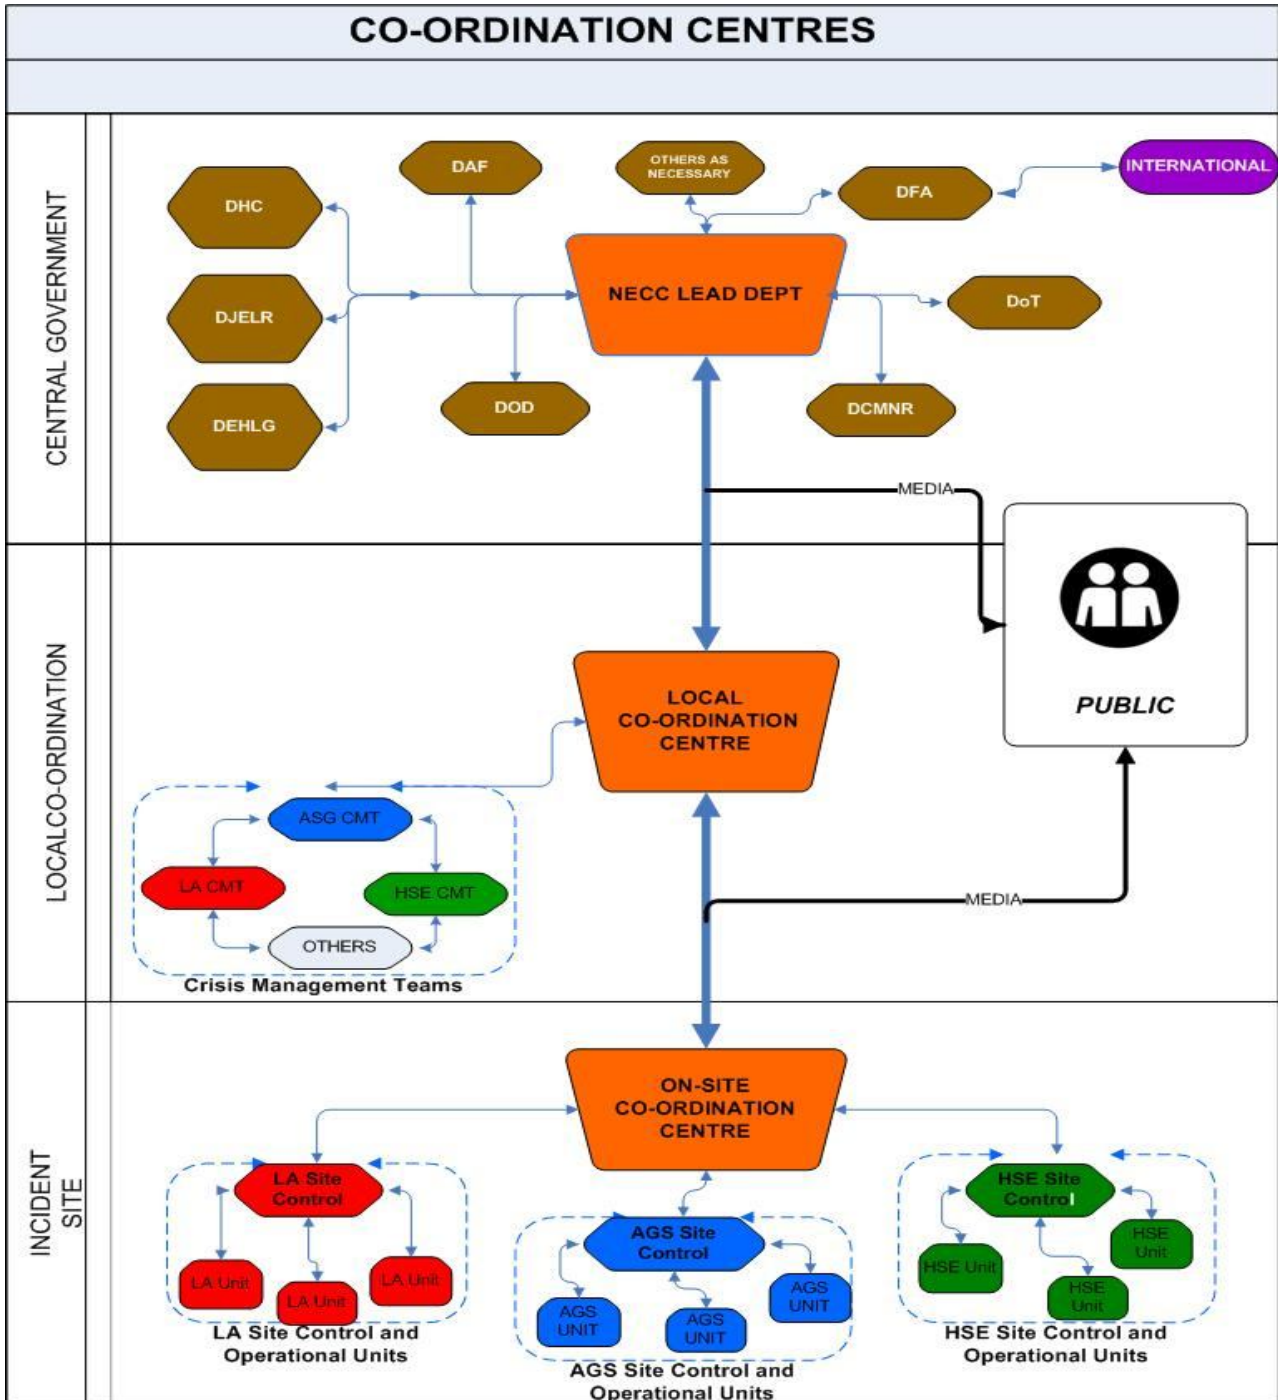 CO-ORDINATION CENTRES
CENTRAL GOVERNMENT
DHC
DAF
OTHERS AS
NECESSARY
DFA
INTERNATIONAL
DJELR
NECC LEAD DEPT
DoT
DEHLG
DOD
DCMNR
MEDIA
PUBLIC
LOCALCO-ORDINATION
LOCAL
CO-ORDINATION
CENTRE
ASG CMT
LA CMT
HSE CMT
OTHERS
Crisis Management Teams
MEDIA
INCIDENT
SITE
ON-SITE
CO-ORDINATION
CENTRE
LA Site
Control
LA Unit
LA Unit
LA Unit
LA Site Control and
Operational Units
AGS Site
Control
AGS
UNIT
AGS
UNIT
AGS
UNIT
AGS Site Control and
Operational Units
HSE Site
Control
HSE Unit
HSE
Unit
HSE
Unit
HSE Site Control and
Operational Units